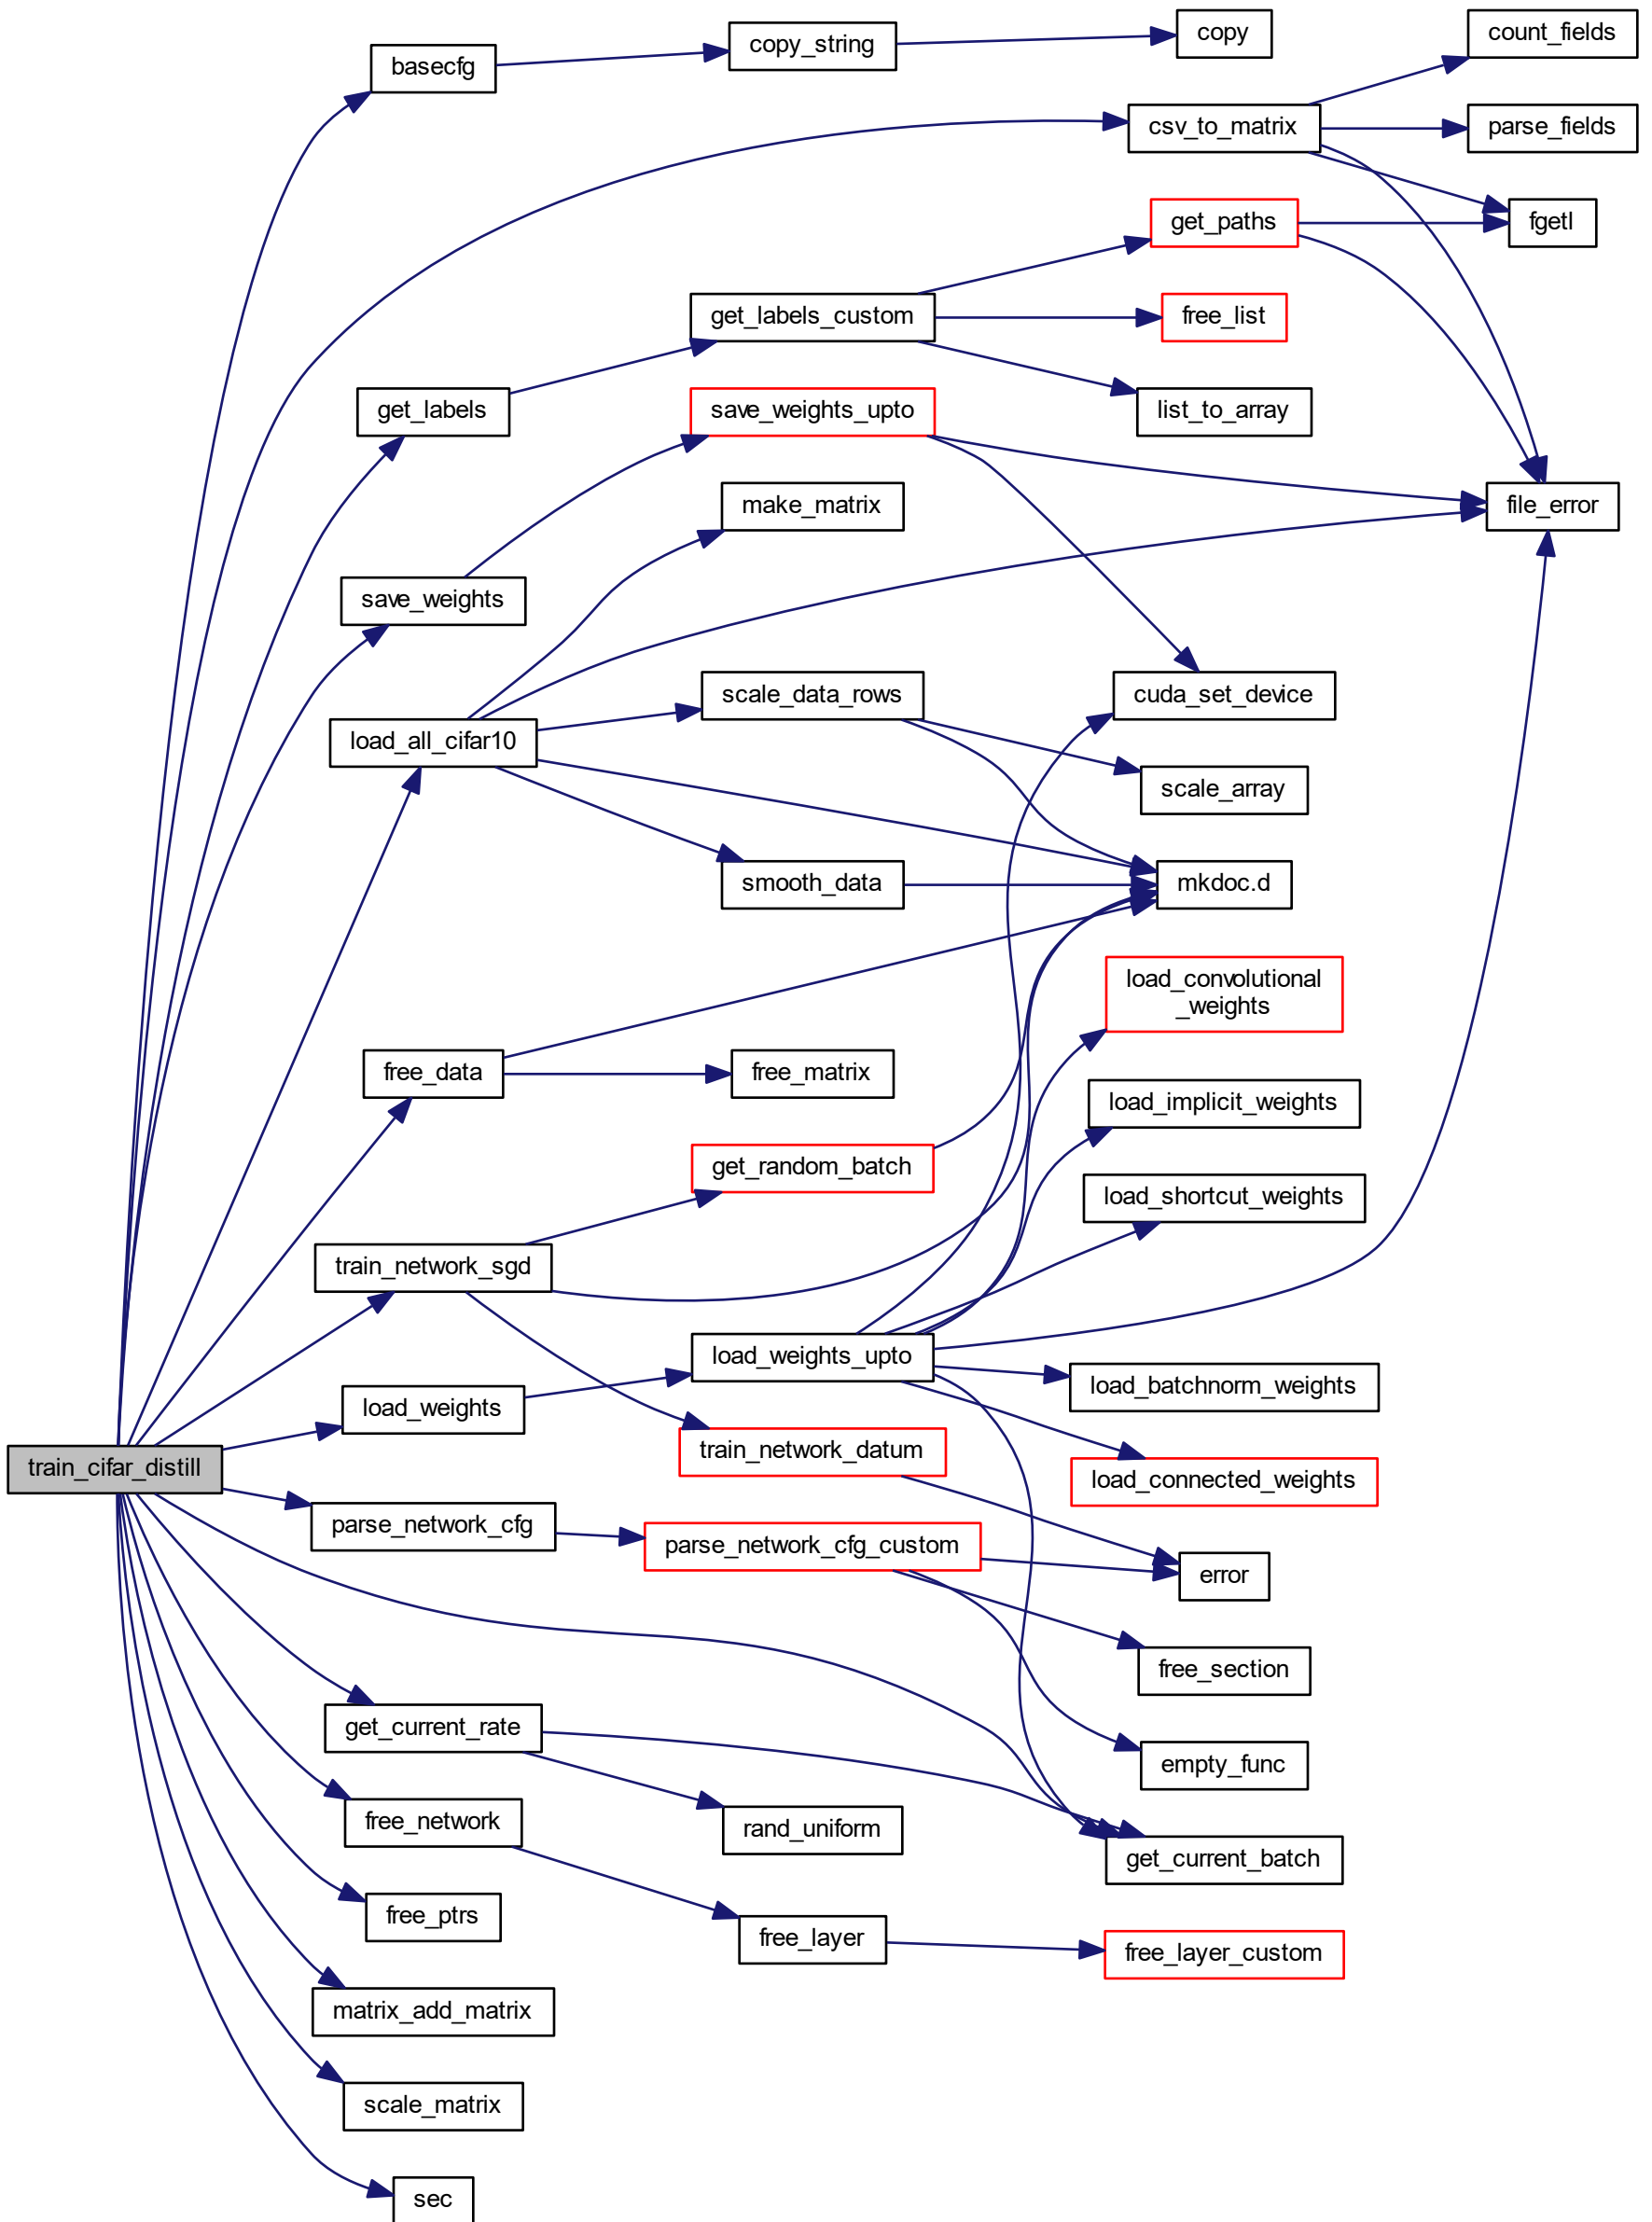 basecfg
copy_string
copy
count_fields
csv_to_matrix
parse_fields
get_paths
fgetl
get_labels_custom
free_list
get_labels
save_weights_upto
list_to_array
make_matrix
file_error
save_weights
scale_data_rows
cuda_set_device
load_all_cifar10
scale_array
smooth_data
mkdoc.d
load_convolutional
_weights
free_data
free_matrix
load_implicit_weights
get_random_batch
load_shortcut_weights
train_network_sgd
load_weights_upto
load_batchnorm_weights
load_weights
train_network_datum
train_cifar_distill
load_connected_weights
parse_network_cfg
parse_network_cfg_custom
error
free_section
get_current_rate
empty_func
free_network
rand_uniform
get_current_batch
free_ptrs
free_layer
free_layer_custom
matrix_add_matrix
scale_matrix
sec